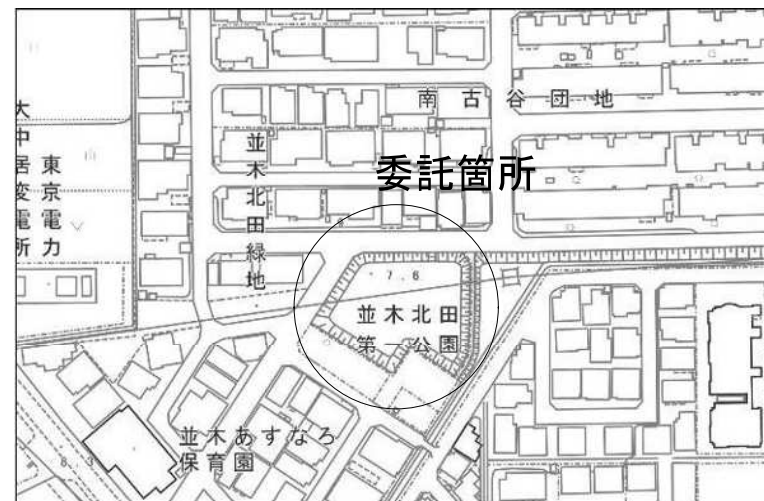 南古谷団地
委託箇所
並木北田緑地
東京電力
大中居変電所
7.6
並木北田
第一公園
並木あすなろ
保育園
8.3